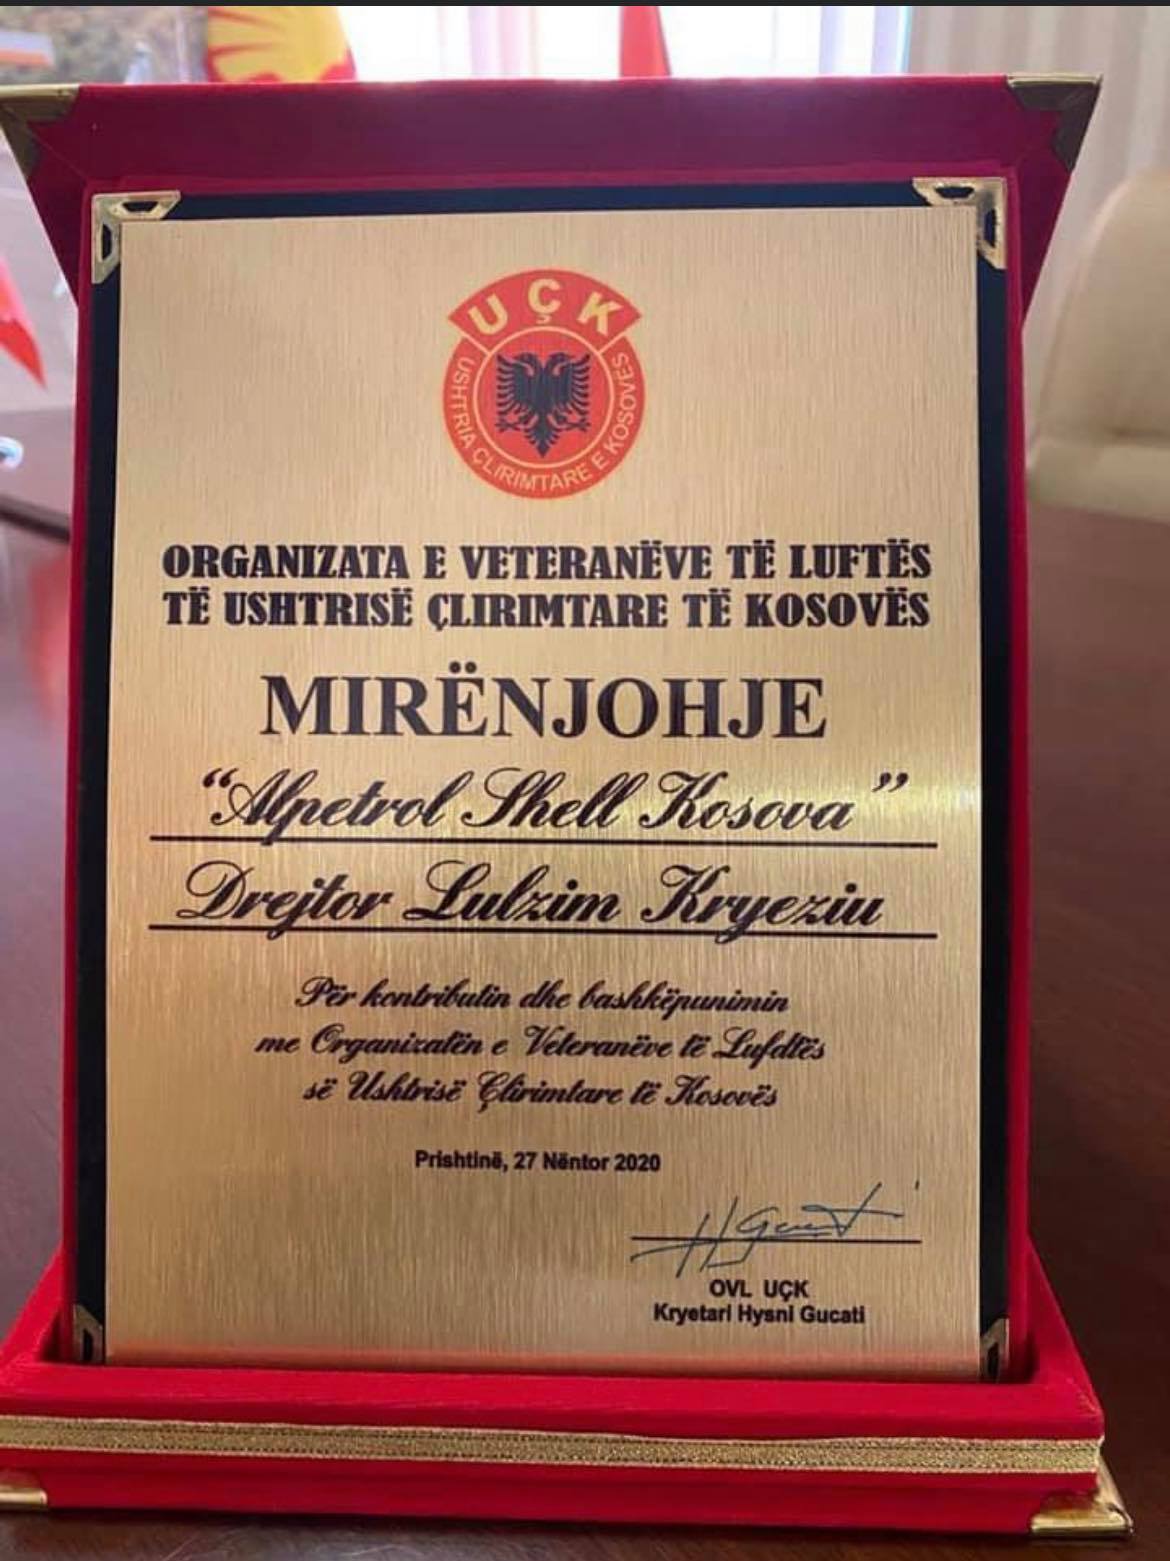 UÇK
USHTRIA ÇLIRIMTARE E KOSOVËS
ORGANIZATA E VETERANËVE TË LUFTËS
TË USHTRISË ÇLIRIMTARE TË KOSOVËS
MIRËNJOHJE
“Alpetrol Shell Kosova”
Drejtor Lulzim Kryeziu
Për kontributin dhe bashkëpunimin
me Organizatën e Veteranëve të Lufdtës
së Ushtrisë Çlirimtare të Kosovës
Prishtinë, 27 Nëntor 2020
OVL UÇK
Kryetari Hysni Gucati